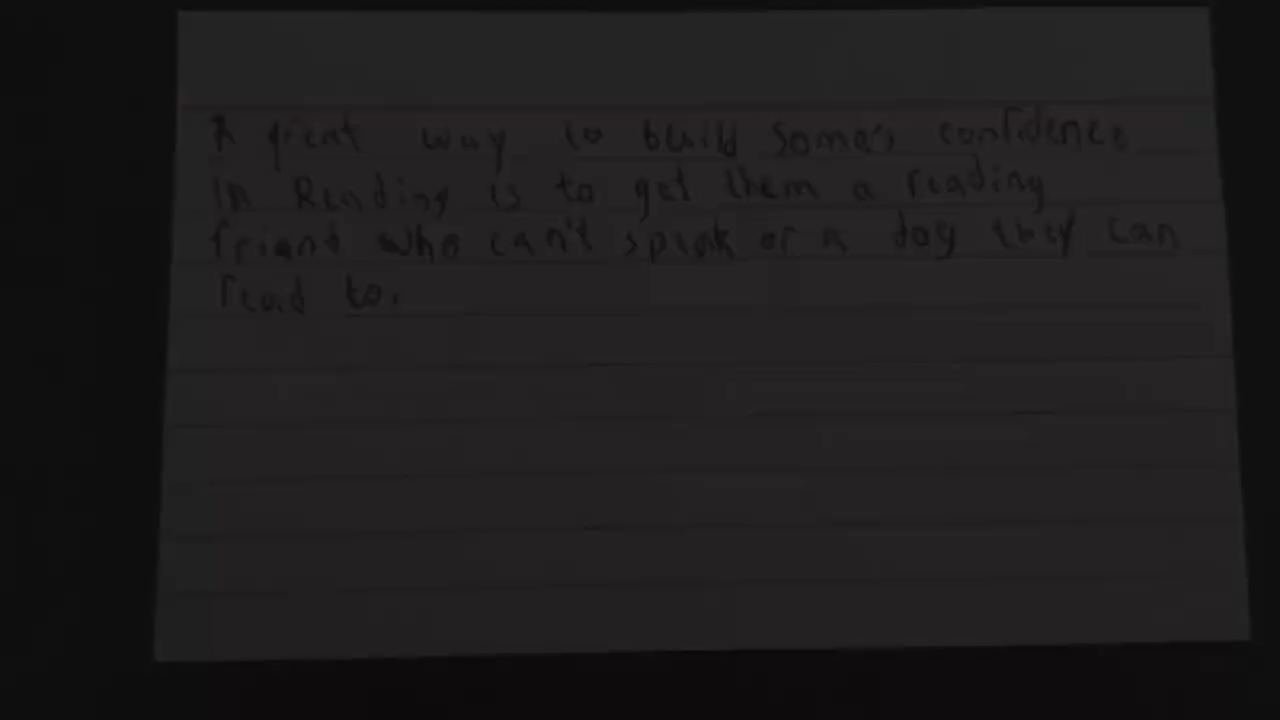 A great way to build some's confidence
in Reading is to get them a reading
friend who can't speak or a dog they can
read to.